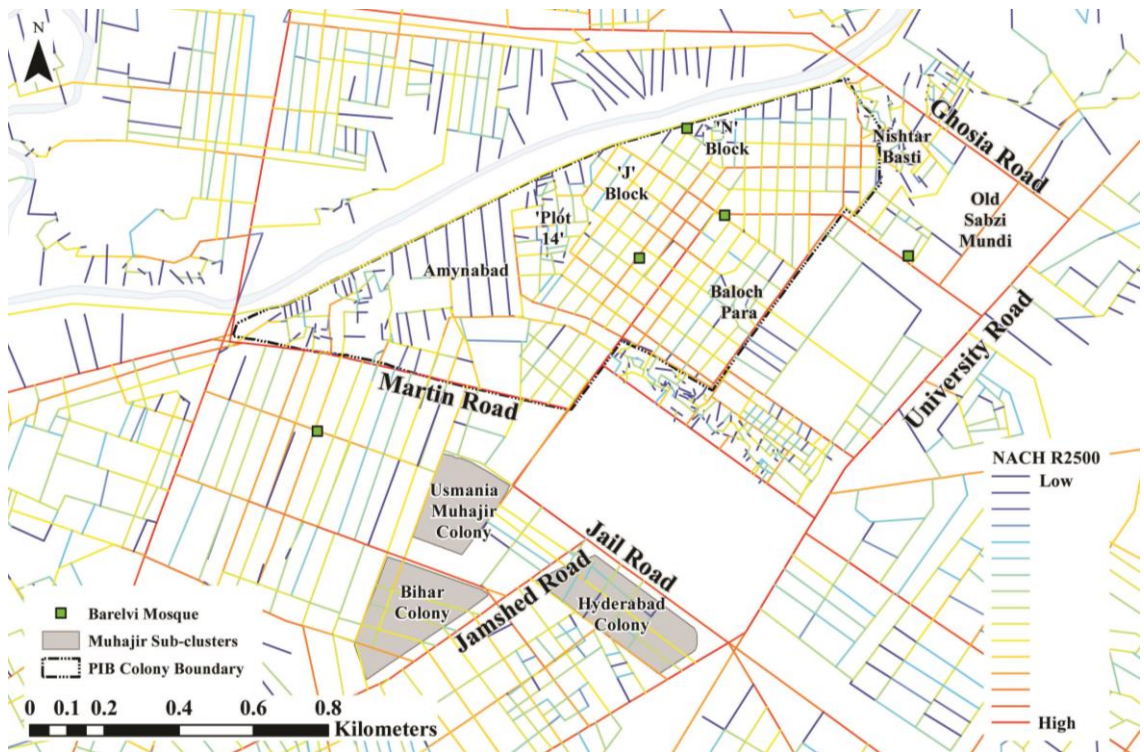 N
Ghosia Road
'N'
Block
Nishtar
Basti
'J'
Block
Old
Sabzi
Mundi
'Plot
14'
Amynabad
Baloch
Para
University Road
Martin Road
NACH R2500
Low
High
Usmania
Muhajir
Colony
Jail Road
Jamshed Road
Bihar
Colony
Hyderabad
Colony
Barelvi Mosque
Muhajir Sub-clusters
PIB Colony Boundary
0 0.1 0.2 0.4 0.6 0.8
Kilometers